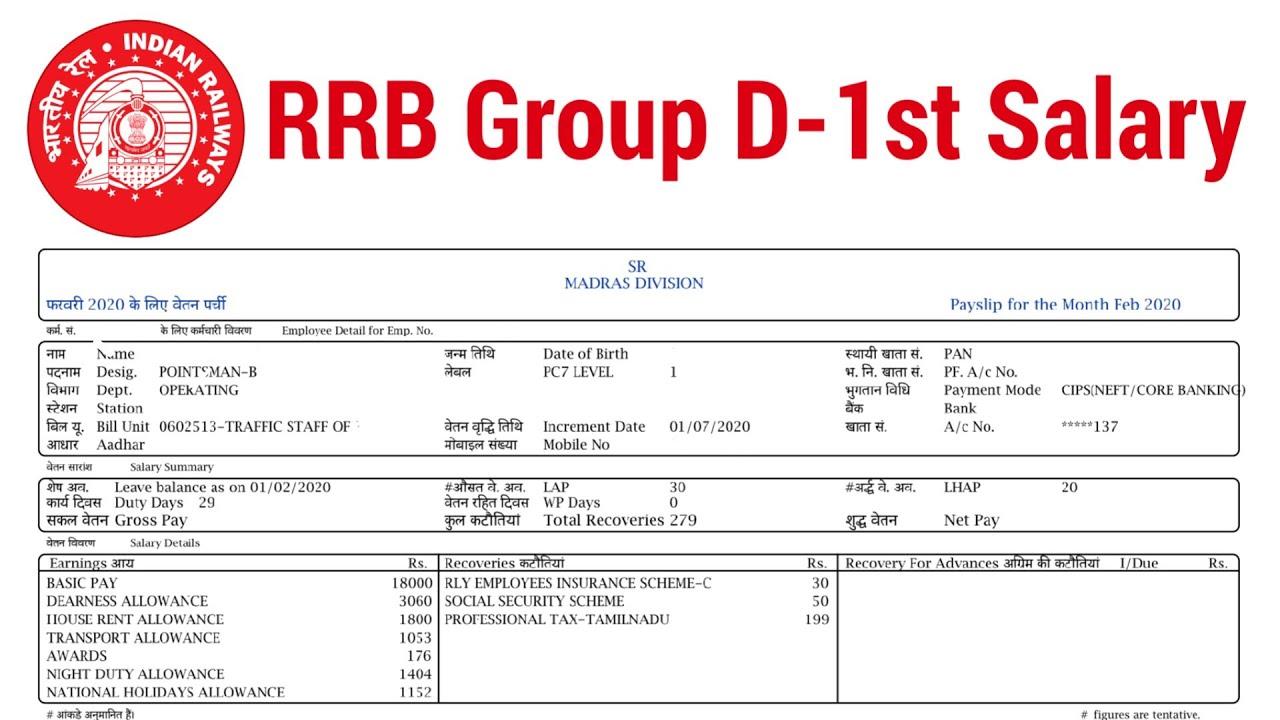 भारतीय रेल • INDIAN RAILWAYS
RRB Group D-1st Salary
SR
MADRAS DIVISION
फरवरी 2020 के लिए वेतन पर्ची Payslip for the Month Feb 2020
कर्म. सं. के लिए कर्मचारी विवरण Employee Detail for Emp. No.
नाम Name जन्म तिथि Date of Birth स्थायी खाता सं. PAN
पदनाम Desig. POINTSMAN-B लेबल PC7 LEVEL 1 भ. नि. खाता सं. PF. A/c No.
विभाग Dept. OPERATING भुगतान विधि Payment Mode CIPS(NEFT/CORE BANKING)
स्टेशन Station बैंक Bank
बिल यू. Bill Unit 0602513-TRAFFIC STAFF OF वेतन वृद्धि तिथि Increment Date 01/07/2020 खाता सं. A/c No. *****137
आधार Aadhar मोबाइल संख्या Mobile No
वेतन सारांश Salary Summary
शेष अव. Leave balance as on 01/02/2020 #औसत वे. अव. LAP 30 #अर्द्ध वे. अव. LHAP 20
कार्य दिवस Duty Days 29 वेतन रहित दिवस WP Days 0
सकल वेतन Gross Pay कुल कटौतियां Total Recoveries 279 शुद्ध वेतन Net Pay
वेतन विवरण Salary Details
Earnings आय Rs. Recoveries कटौतियां Rs. Recovery For Advances अग्रिम की कटौतियां I/Due Rs.
BASIC PAY 18000 RLY EMPLOYEES INSURANCE SCHEME-C 30
DEARNESS ALLOWANCE 3060 SOCIAL SECURITY SCHEME 50
HOUSE RENT ALLOWANCE 1800 PROFESSIONAL TAX-TAMILNADU 199
TRANSPORT ALLOWANCE 1053
AWARDS 176
NIGHT DUTY ALLOWANCE 1404
NATIONAL HOLIDAYS ALLOWANCE 1152
# आंकडे अनुमानित हैं। # figures are tentative.